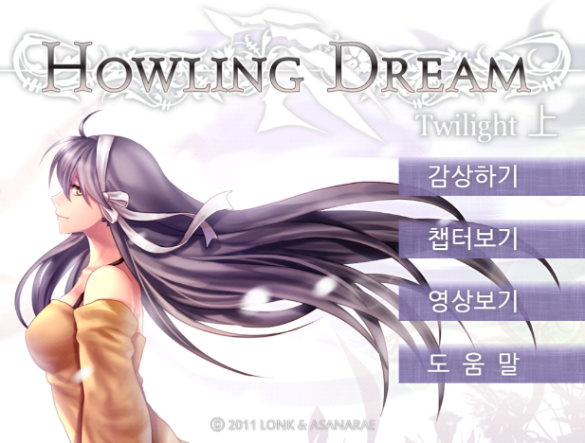 HOWLING DREAM
Twilight 上
감상하기
챕터보기
영상보기
도 움 말
© 2011 LONK & ASANARAE